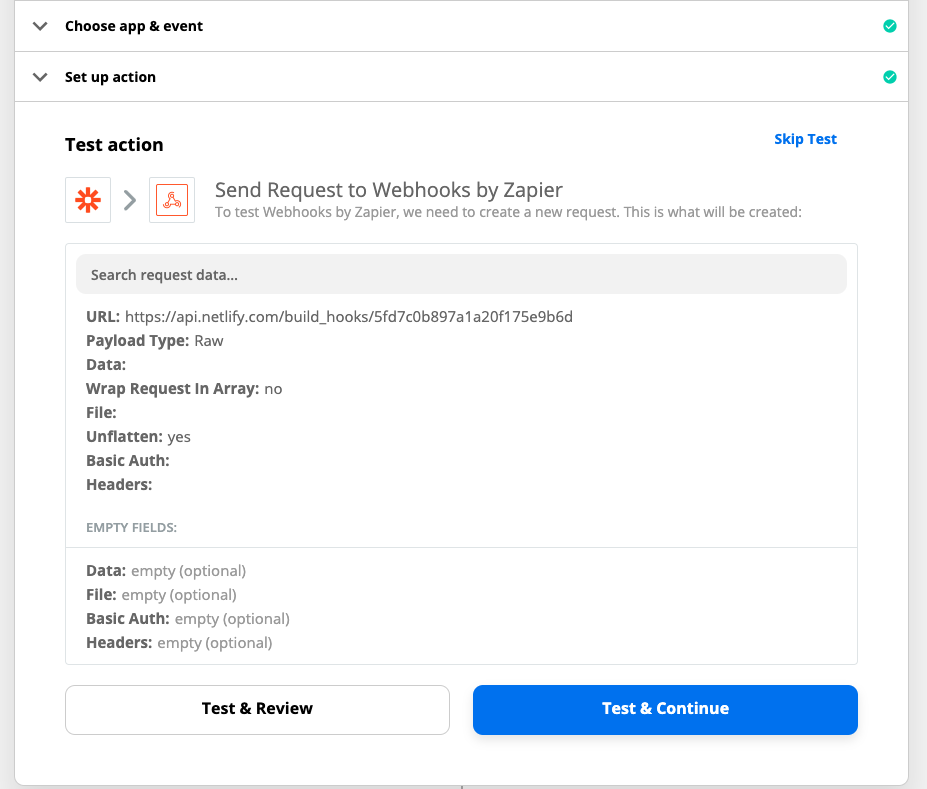 Choose app & event
Set up action
Test action
Skip Test
Send Request to Webhooks by Zapier
To test Webhooks by Zapier, we need to create a new request. This is what will be created:
Search request data...
URL: https://api.netlify.com/build_hooks/5fd7c0b897a1a20f175e9b6d
Payload Type: Raw
Data:
Wrap Request In Array: no
File:
Unflatten: yes
Basic Auth:
Headers:
EMPTY FIELDS:
Data: empty (optional)
File: empty (optional)
Basic Auth: empty (optional)
Headers: empty (optional)
Test & Review
Test & Continue